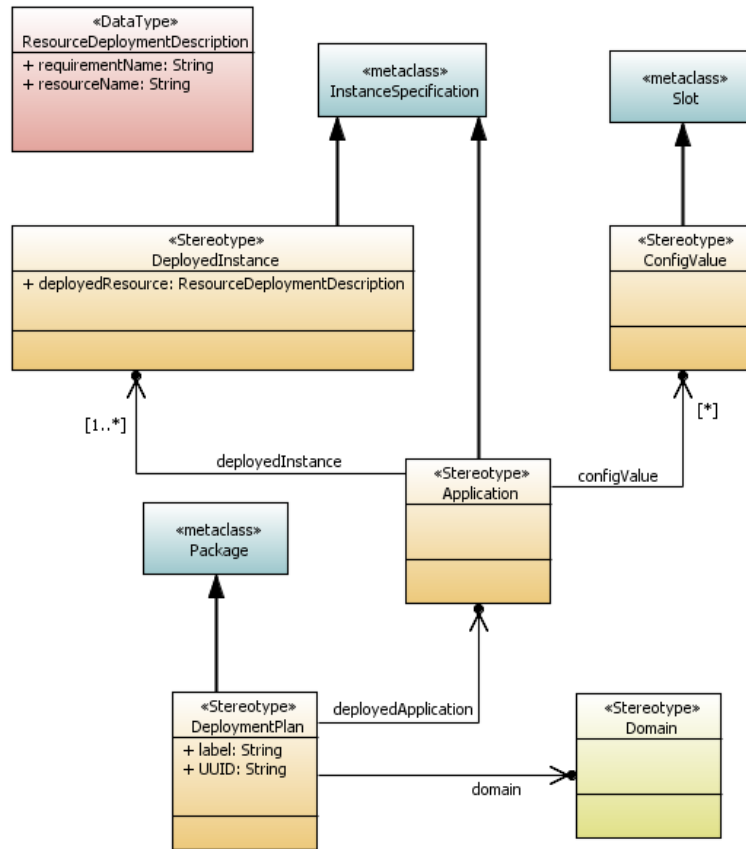 «DataType»
ResourceDeploymentDescription
+ requirementName: String
+ resourceName: String
«metaclass»
InstanceSpecification
«metaclass»
Slot
«Stereotype»
DeployedInstance
+ deployedResource: ResourceDeploymentDescription
«Stereotype»
ConfigValue
[1..*]
[*]
deployedInstance
«Stereotype»
Application
configValue
«metaclass»
Package
«Stereotype»
DeploymentPlan
+ label: String
+ UUID: String
deployedApplication
«Stereotype»
Domain
domain